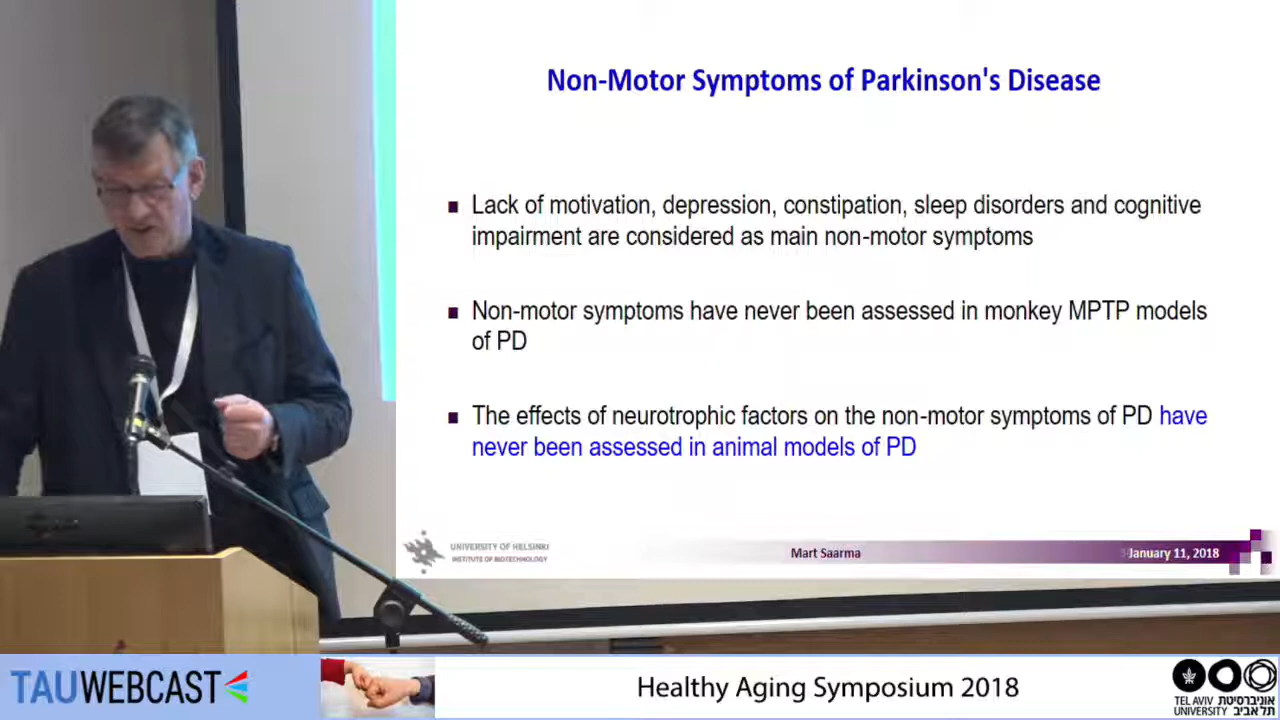 Non-Motor Symptoms of Parkinson's Disease
Lack of motivation, depression, constipation, sleep disorders and cognitive
impairment are considered as main non-motor symptoms
Non-motor symptoms have never been assessed in monkey MPTP models
of PD
The effects of neurotrophic factors on the non-motor symptoms of PD have
never been assessed in animal models of PD
UNIVERSITY OF HELSINKI
INSTITUTE OF BIOTECHNOLOGY
Mart Saarma
January 11, 2018
TAUWEBCAST
Healthy Aging Symposium 2018
TEL AVIV אוניברסיטת
UNIVERSITY תל אביב